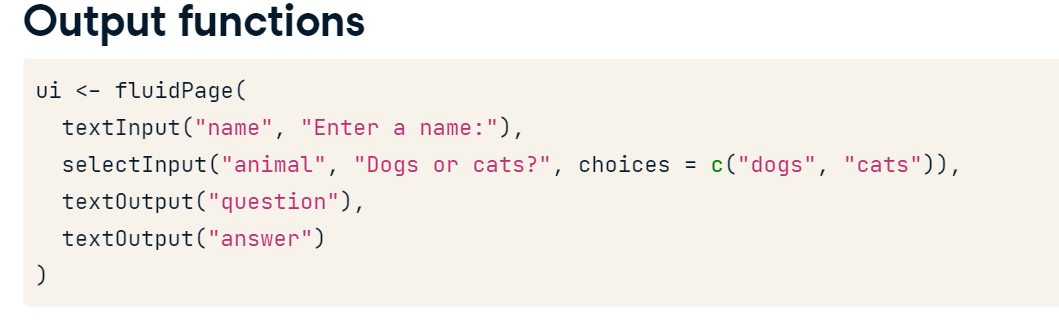 Output functions
ui <- fluidPage(
  textInput("name", "Enter a name:"),
  selectInput("animal", "Dogs or cats?", choices = c("dogs", "cats")),
  textOutput("question"),
  textOutput("answer")
)